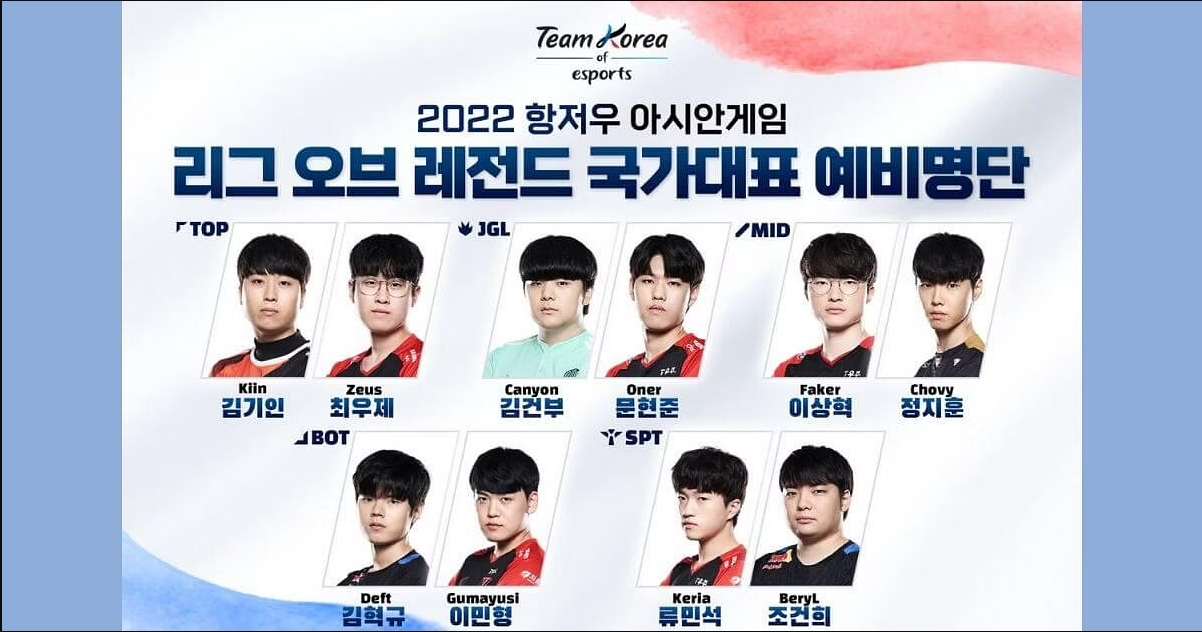 Team Korea
of
esports
2022 항저우 아시안게임
리그 오브 레전드 국가대표 예비명단
TOP
JGL
MID
Kiin
김기인
Zeus
최우제
Canyon
김건부
Oner
문현준
Faker
이상혁
Chovy
정지훈
BOT
SPT
Deft
김혁규
Gumayusi
이민형
Keria
류민석
BeryL
조건희